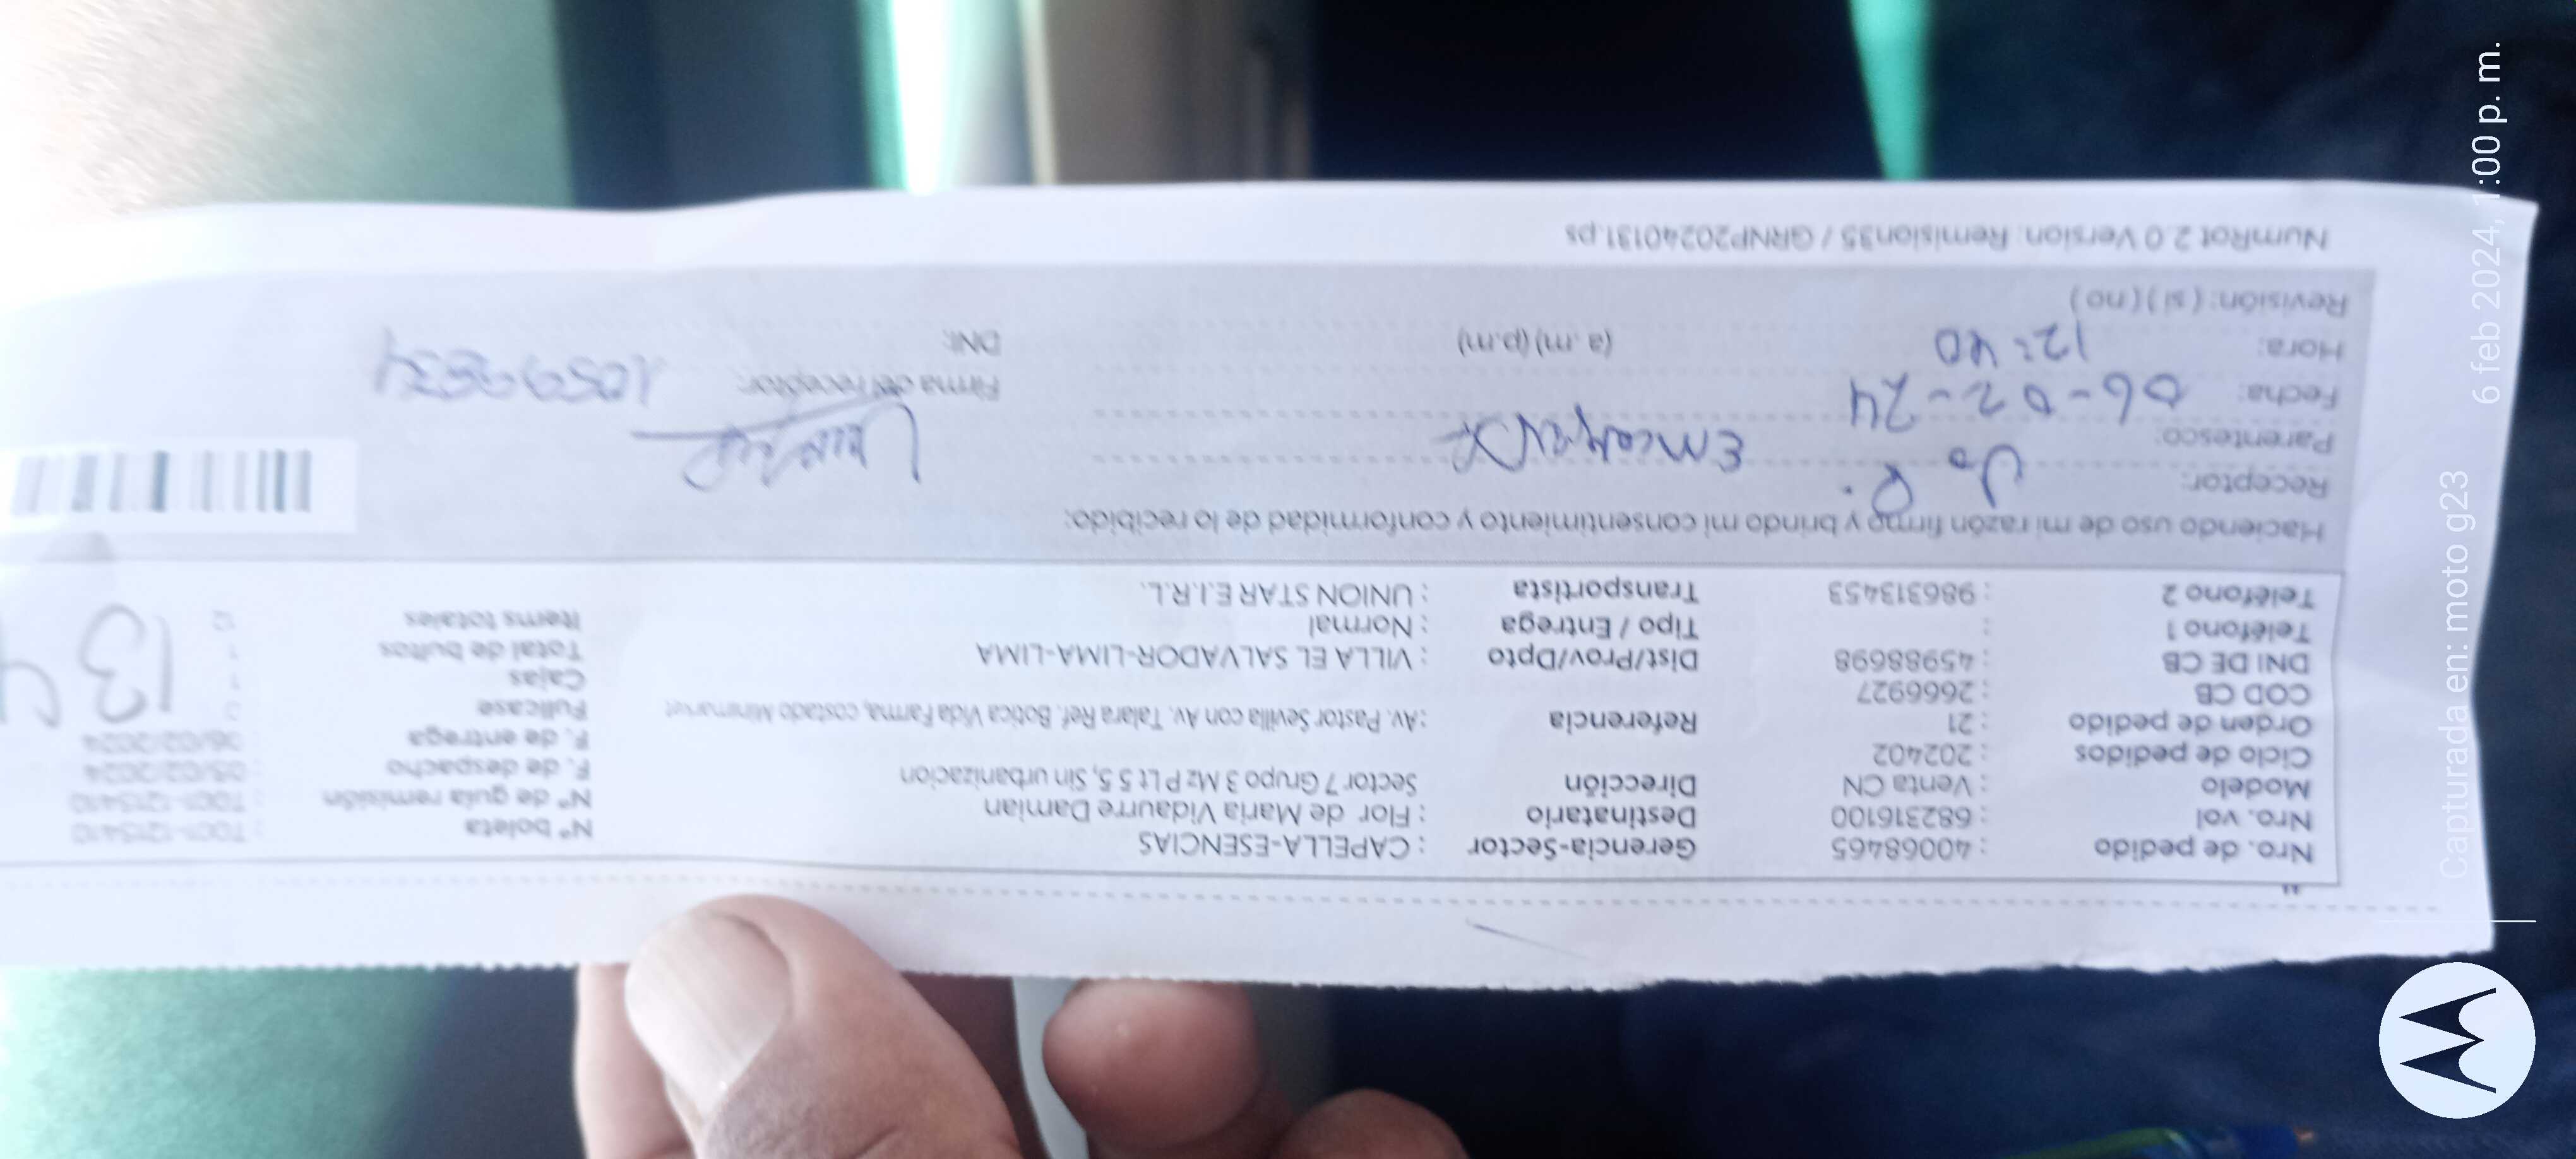 Nro. de pedido : 40068465 Gerencia-Sector : CAPELLA-ESENCIAS Nº boleta
Nro. vol : 682316100 Destinatario : Flor de Maria Vidaurre Damian Nº de guía remisión
Modelo : Venta CN Dirección Sector 7 Grupo 3 Mz P Lt 5 5, Sin urbanizacion F. de despacho : 05/02/2024
Ciclo de pedidos : 202402 F. de entrega : 06/02/2024
Orden de pedido : 21 Referencia : Av. Pastor Sevilla con Av. Talara Ref. Botica Vida Farma, costado Minimarket Fullcase
COD CB : 2666927 Cajas 1
DNI DE CB : 45988698 Dist/Prov/Dpto : VILLA EL SALVADOR-LIMA-LIMA Total de bultos 1
Teléfono 1 : Tipo / Entrega : Normal Items totales 12
Teléfono 2 : 986313453 Transportista : UNION STAR E.I.R.L.
13
Haciendo uso de mi razón firmo y brindo mi consentimiento y conformidad de lo recibido:
Receptor:
Parentesco:
Fecha: 06-02-24 Firma del receptor:
Hora: 12:40 (a.m) (p.m) DNI:
Revisión: ( si ) ( no )
NumRot 2.0 Version: Remision35 / GRNP20240131.ps
Capturada en: moto g23
6 feb 2024, 1:00 p. m.